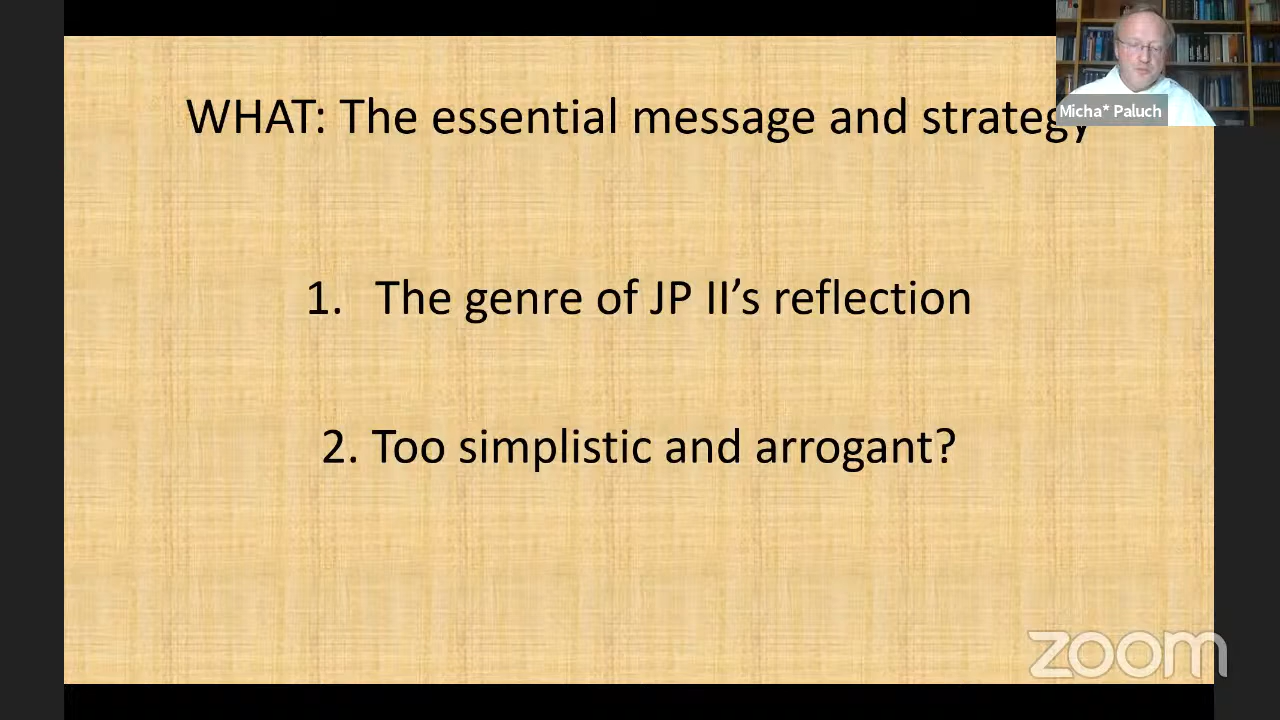 WHAT: The essential message and strategy
Micha* Paluch
1. The genre of JP II’s reflection
2. Too simplistic and arrogant?
zoom